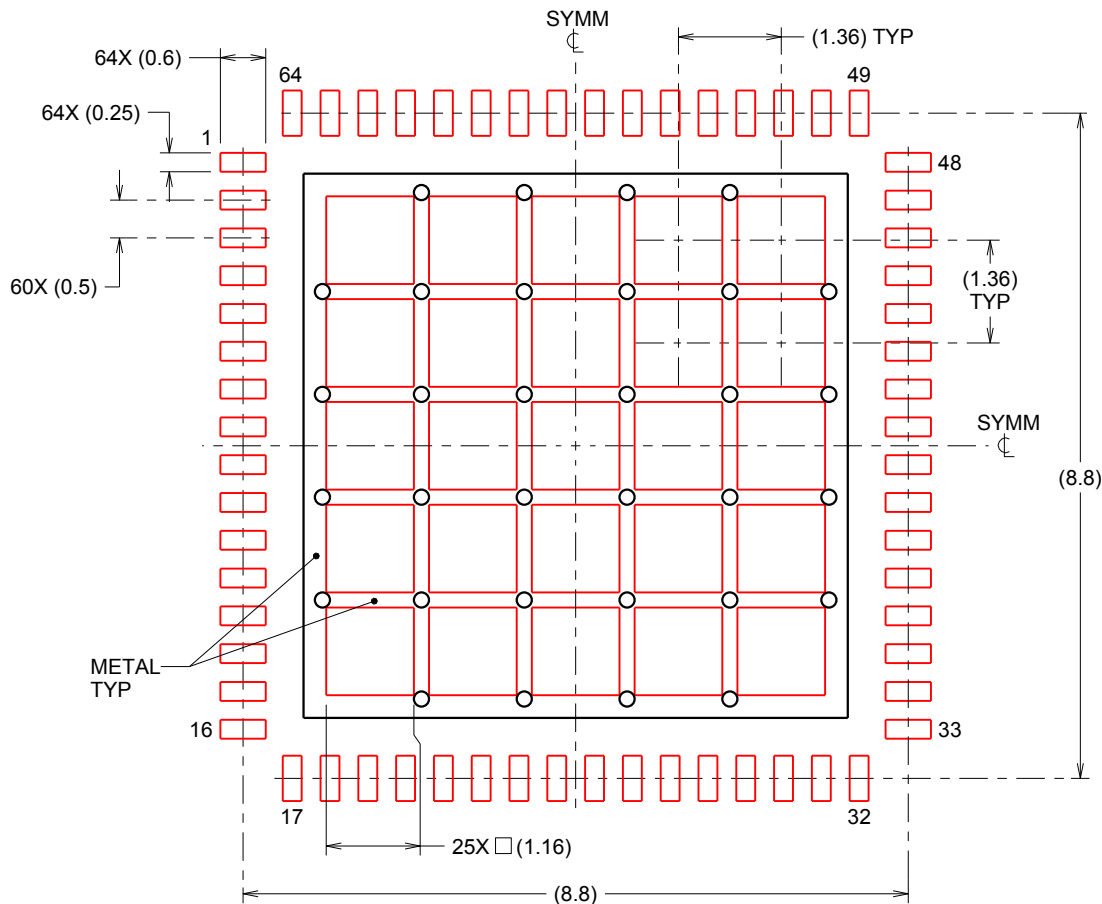 SYMM
(1.36) TYP
64X (0.6)
64
49
64X (0.25)
1
48
60X (0.5)
(1.36)
TYP
SYMM
(8.8)
METAL
TYP
16
33
17
32
25X □ (1.16)
(8.8)